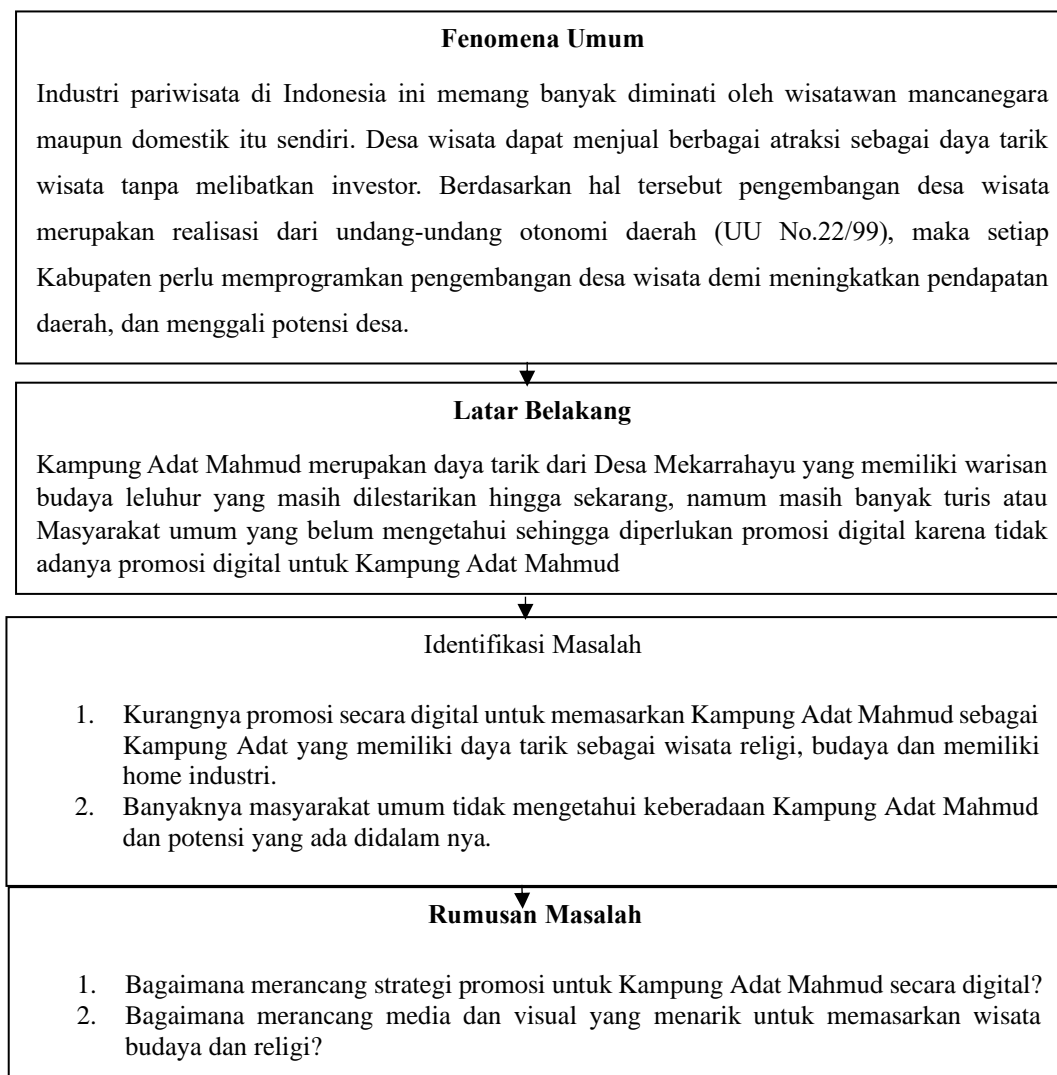 Fenomena Umum
Industri pariwisata di Indonesia ini memang banyak diminati oleh wisatawan mancanegara
maupun domestik itu sendiri. Desa wisata dapat menjual berbagai atraksi sebagai daya tarik
wisata tanpa melibatkan investor. Berdasarkan hal tersebut pengembangan desa wisata
merupakan realisasi dari undang-undang otonomi daerah (UU No.22/99), maka setiap
Kabupaten perlu memprogramkan pengembangan desa wisata demi meningkatkan pendapatan
daerah, dan menggali potensi desa.
Latar Belakang
Kampung Adat Mahmud merupakan daya tarik dari Desa Mekarrahayu yang memiliki warisan
budaya leluhur yang masih dilestarikan hingga sekarang, namum masih banyak turis atau
Masyarakat umum yang belum mengetahui sehingga diperlukan promosi digital karena tidak
adanya promosi digital untuk Kampung Adat Mahmud
Identifikasi Masalah
1. Kurangnya promosi secara digital untuk memasarkan Kampung Adat Mahmud sebagai
Kampung Adat yang memiliki daya tarik sebagai wisata religi, budaya dan memiliki
home industri.
2. Banyaknya masyarakat umum tidak mengetahui keberadaan Kampung Adat Mahmud
dan potensi yang ada didalam nya.
Rumusan Masalah
1. Bagaimana merancang strategi promosi untuk Kampung Adat Mahmud secara digital?
2. Bagaimana merancang media dan visual yang menarik untuk memasarkan wisata
budaya dan religi?